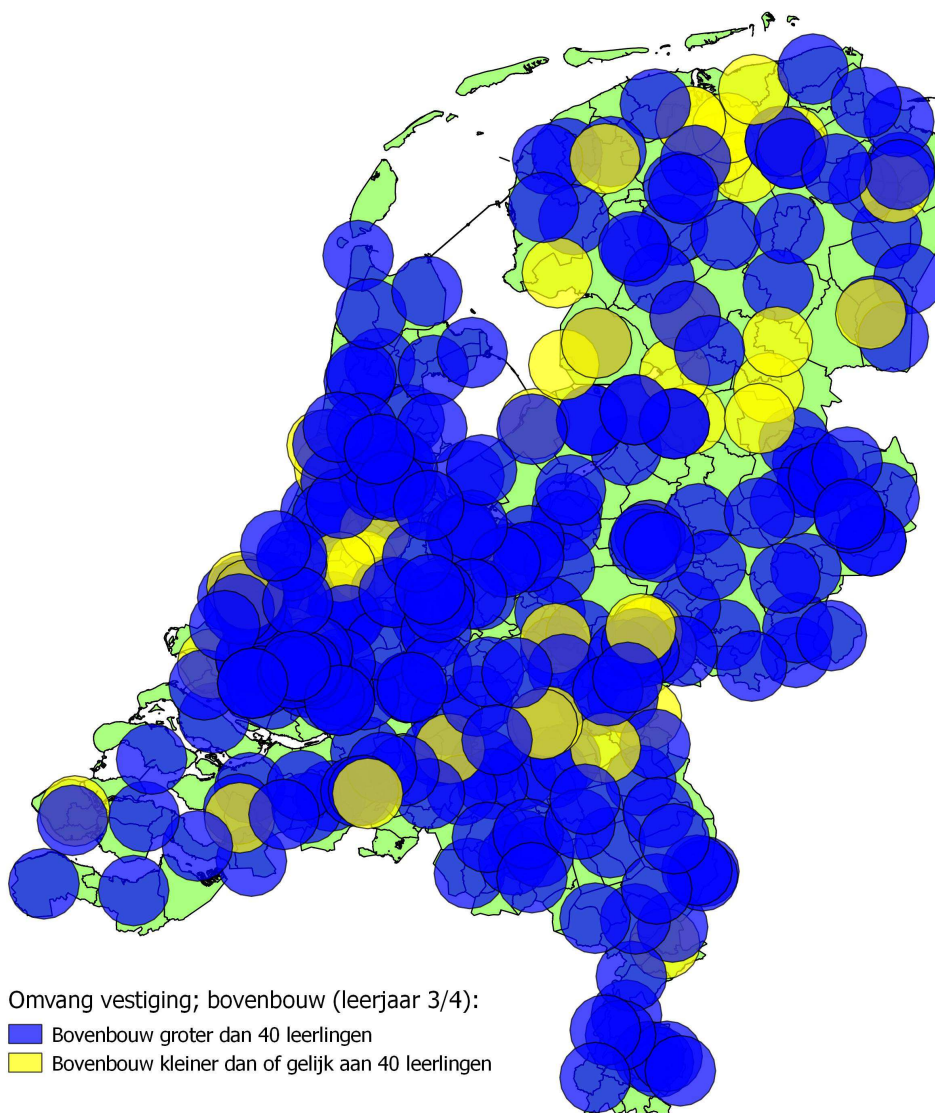 Omvang vestiging; bovenbouw (leerjaar 3/4):
Bovenbouw groter dan 40 leerlingen
Bovenbouw kleiner dan of gelijk aan 40 leerlingen